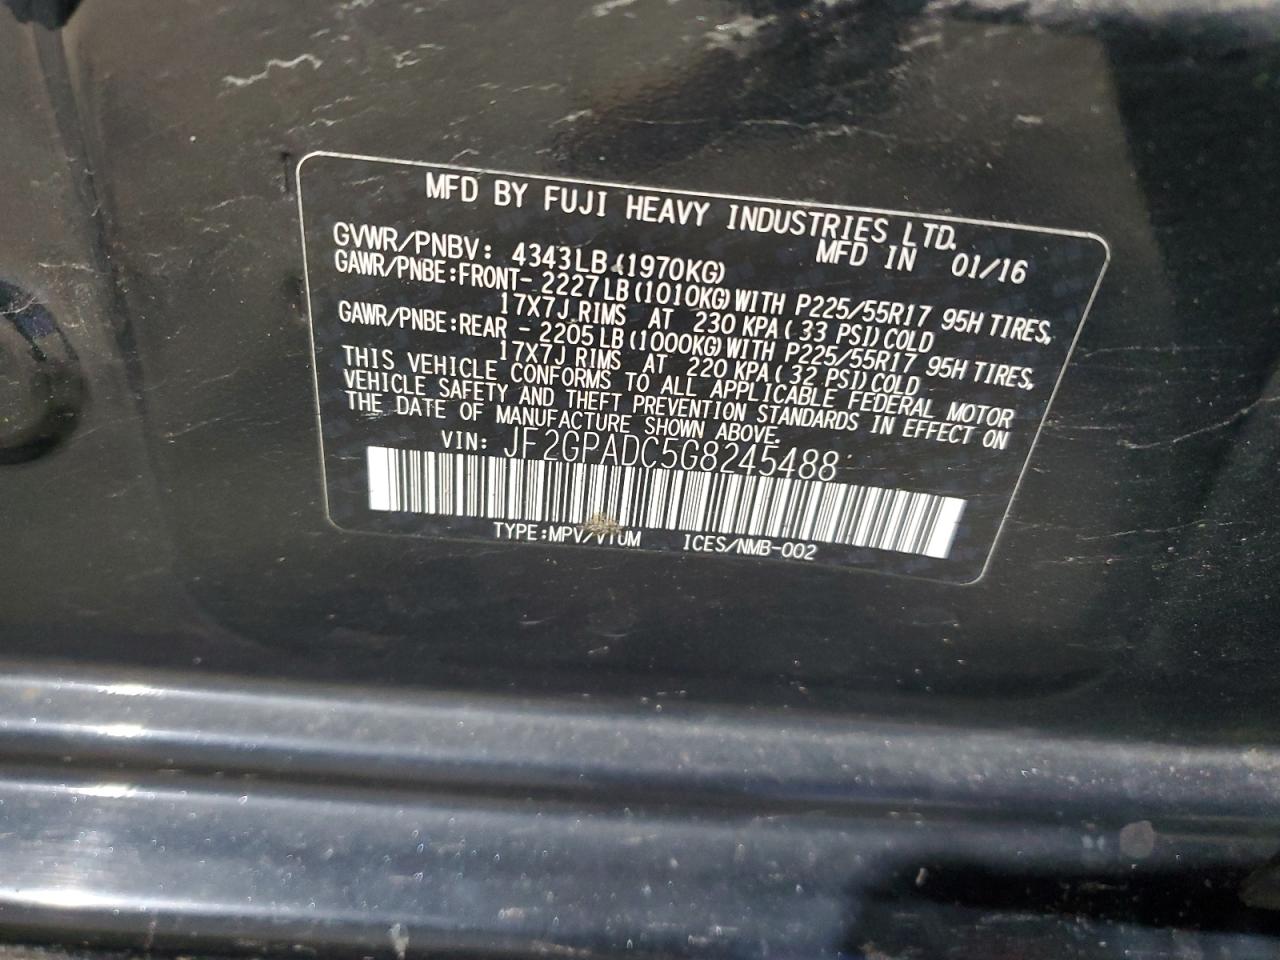 MFD BY FUJI HEAVY INDUSTRIES LTD.
MFD IN 01/16
GVWR/PNBV: 4343LB (1970KG)
GAWR/PNBE:FRONT- 2227LB(1010KG)WITH P225/55R17 95H TIRES,
17X7J RIMS AT 230 KPA( 33 PSI)COLD
GAWR/PNBE:REAR - 2205LB(1000KG)WITH P225/55R17 95H TIRES,
17X7J RIMS AT 220 KPA( 32 PSI)COLD
THIS VEHICLE CONFORMS TO ALL APPLICABLE FEDERAL MOTOR
VEHICLE SAFETY AND THEFT PREVENTION STANDARDS IN EFFECT ON
THE DATE OF MANUFACTURE SHOWN ABOVE.
VIN: JF2GPADC5G8245488
TYPE:MPV/VTUM ICES/NMB-002